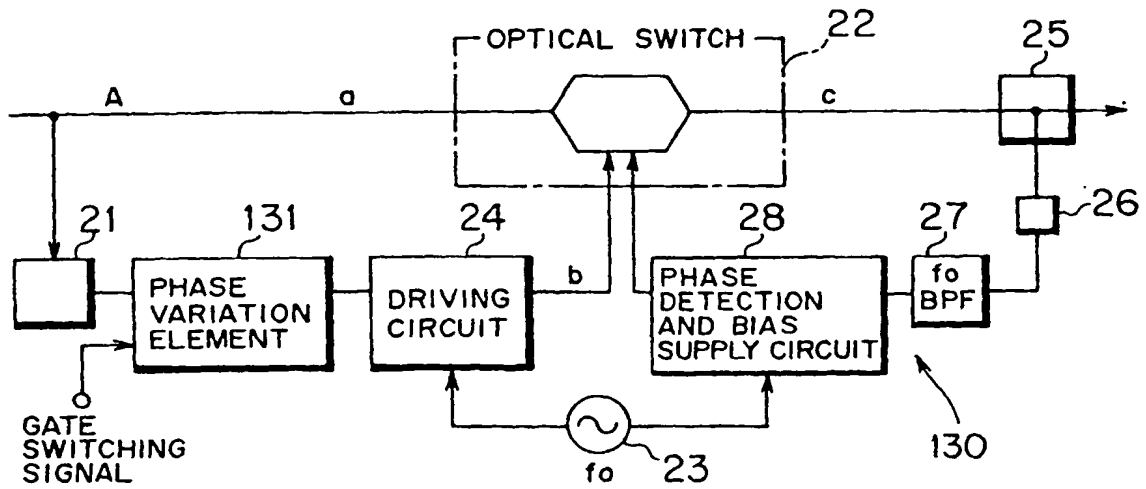 OPTICAL SWITCH
22
25
A
a
c
21
131
24
28
27
26
PHASE
VARIATION
ELEMENT
DRIVING
CIRCUIT
b
PHASE
DETECTION
AND BIAS
SUPPLY CIRCUIT
fo
BPF
GATE
SWITCHING
SIGNAL
fo
23
130